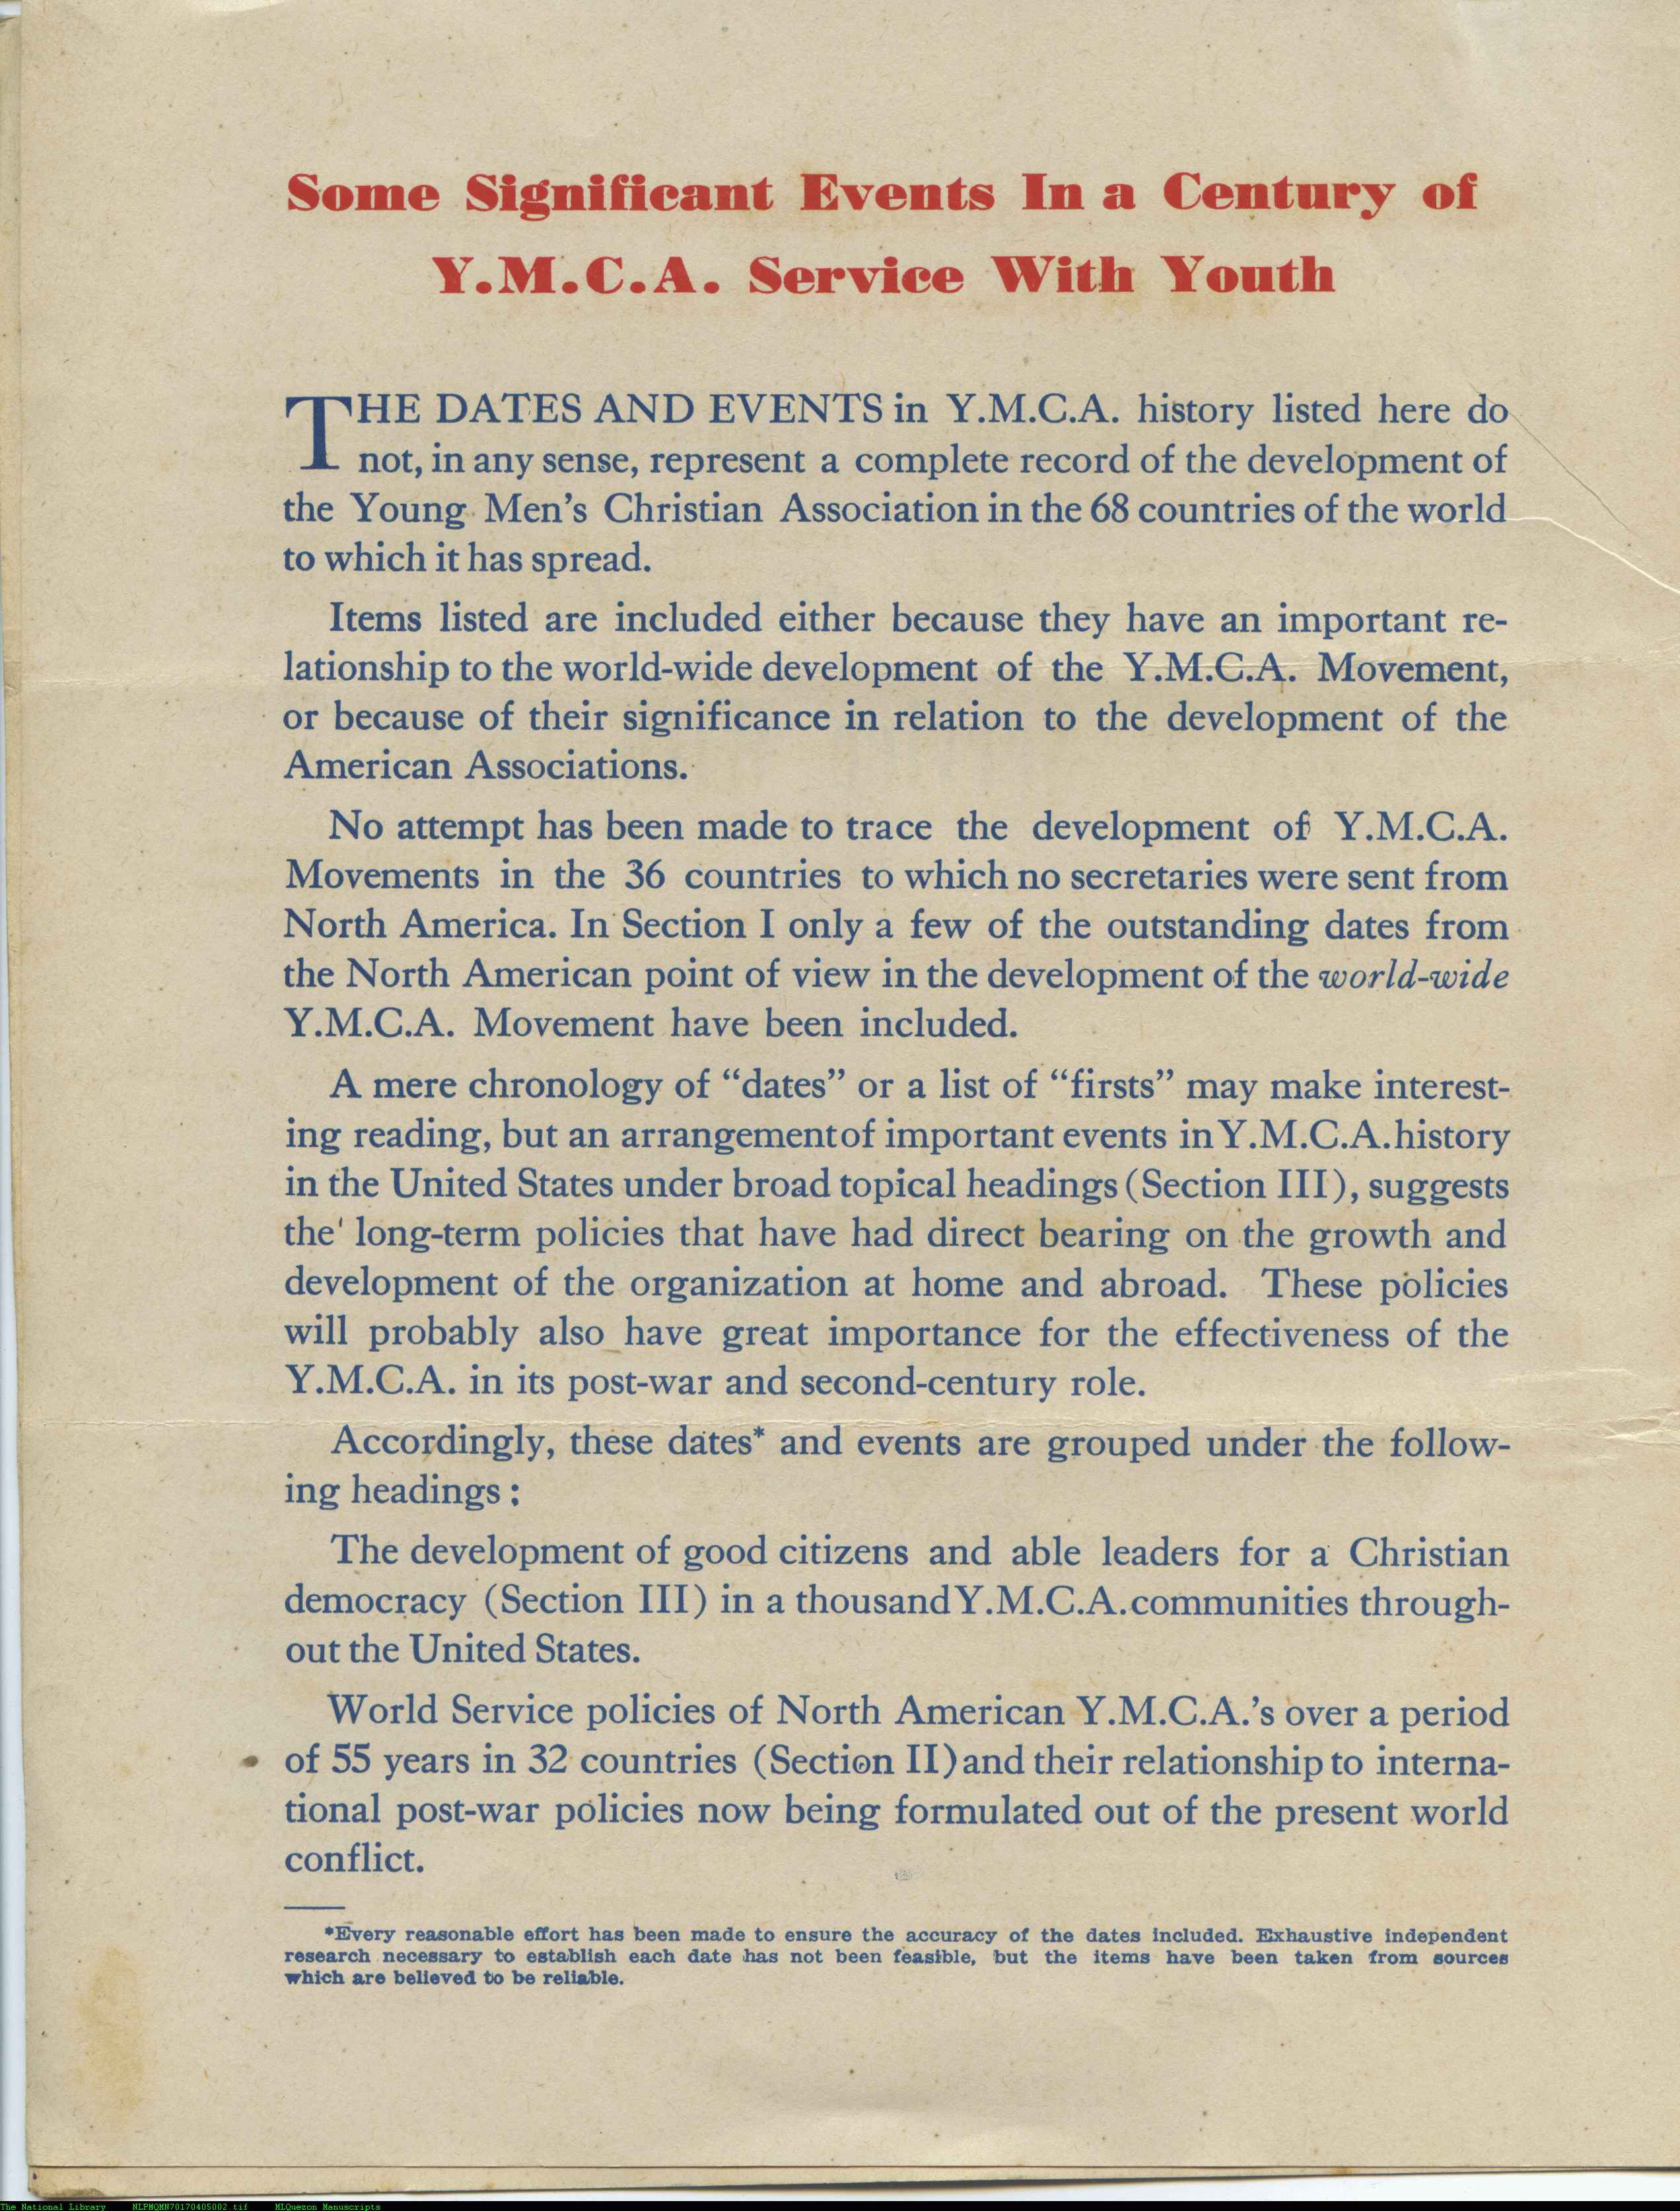 Some Significant Events In a Century of
Y.M.C.A. Service With Youth
THE DATES AND EVENTS in Y.M.C.A. history listed here do
not, in any sense, represent a complete record of the development of
the Young Men's Christian Association in the 68 countries of the world
to which it has spread.
Items listed are included either because they have an important re-
lationship to the world-wide development of the Y.M.C.A. Movement,
or because of their significance in relation to the development of the
American Associations.
No attempt has been made to trace the development of Y.M.C.A.
Movements in the 36 countries to which no secretaries were sent from
North America. In Section I only a few of the outstanding dates from
the North American point of view in the development of the world-wide
Y.M.C.A. Movement have been included.
A mere chronology of “dates” or a list of “firsts” may make interest-
ing reading, but an arrangement of important events in Y.M.C.A. history
in the United States under broad topical headings (Section III), suggests
the long-term policies that have had direct bearing on the growth and
development of the organization at home and abroad. These policies
will probably also have great importance for the effectiveness of the
Y.M.C.A. in its post-war and second-century role.
Accordingly, these dates* and events are grouped under the follow-
ing headings:
The development of good citizens and able leaders for a Christian
democracy (Section III) in a thousand Y.M.C.A. communities through-
out the United States.
World Service policies of North American Y.M.C.A.'s over a period
of 55 years in 32 countries (Section II) and their relationship to interna-
tional post-war policies now being formulated out of the present world
conflict.
*Every reasonable effort has been made to ensure the accuracy of the dates included. Exhaustive independent
research necessary to establish each date has not been feasible, but the items have been taken from sources
which are believed to be reliable.
The National Library NLPMQMN70170405002.tif MLQuezon Manuscripts